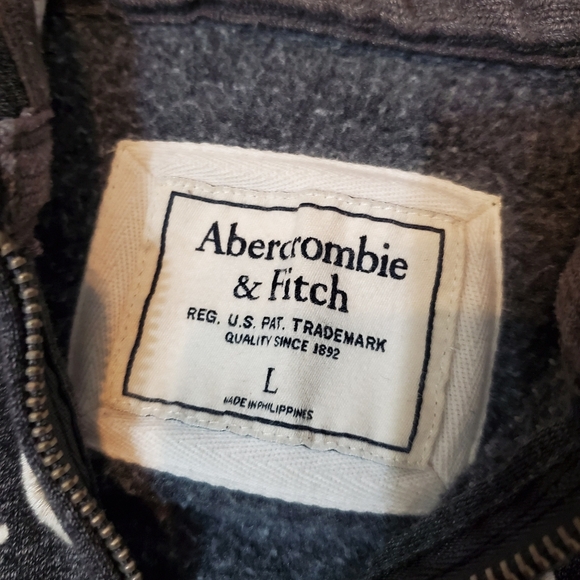 Abercrombie
& Fitch
REG. U.S. PAT. TRADEMARK
QUALITY SINCE 1892
L
MADE IN PHILIPPINES